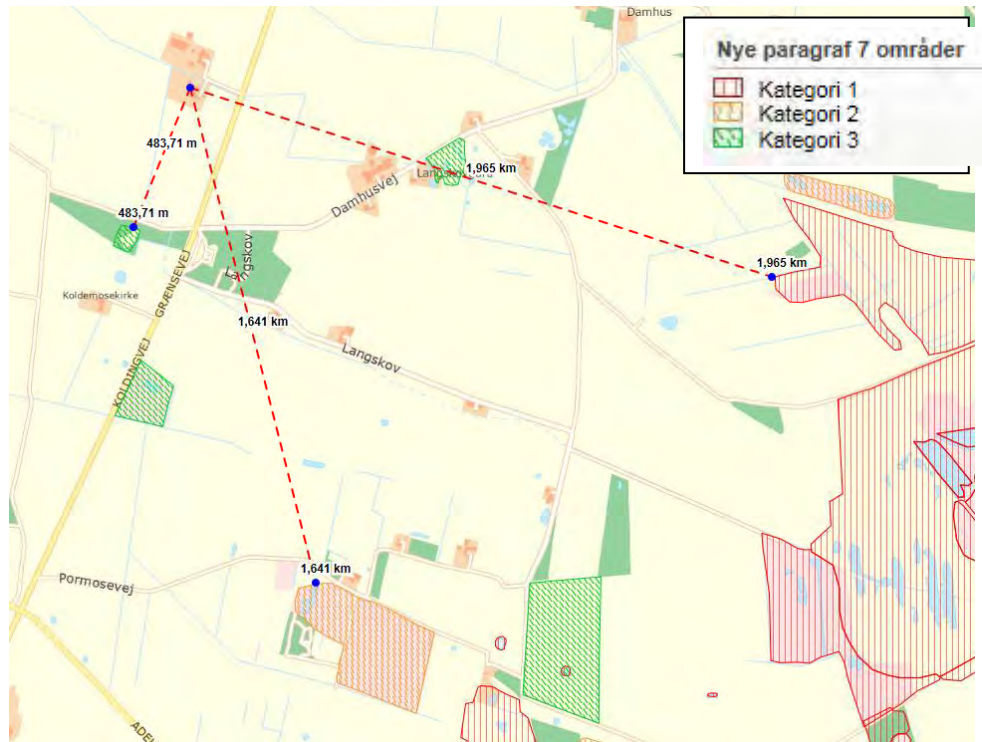 Damhus
Nye paragraf 7 områder
Kategori 1
Kategori 2
Kategori 3
483,71 m
1,965 km
Damhusvej
483,71 m
Langskov
1,965 km
Koldemosekirke
GRÆNSEVEJ
1,641 km
Langskov
KOLDINGVEJ
1,641 km
Pormosevej